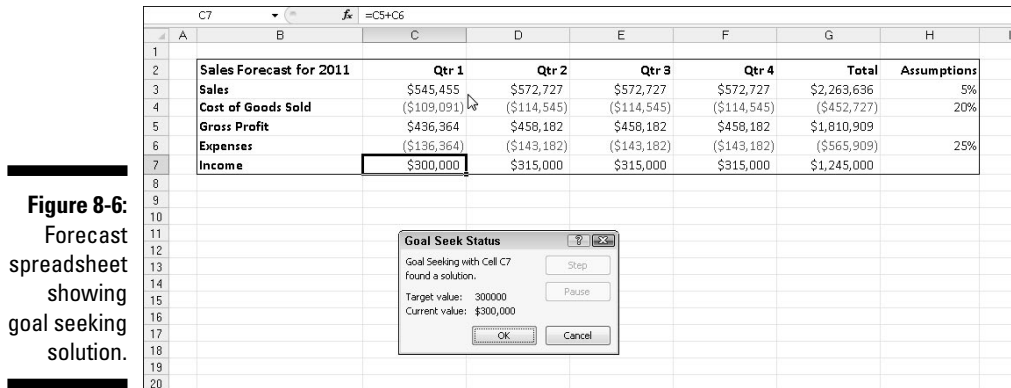 C7 fx =C5+C6
A B C D E F G H
1
2 Sales Forecast for 2011 Qtr 1 Qtr 2 Qtr 3 Qtr 4 Total Assumptions
3 Sales $545,455 $572,727 $572,727 $572,727 $2,263,636 5%
4 Cost of Goods Sold ($109,091) ($114,545) ($114,545) ($114,545) ($452,727) 20%
5 Gross Profit $436,364 $458,182 $458,182 $458,182 $1,810,909
6 Expenses ($136,364) ($143,182) ($143,182) ($143,182) ($565,909) 25%
7 Income $300,000 $315,000 $315,000 $315,000 $1,245,000
8
9
10
11
12
13
14
15
16
17
18
19
20
Goal Seek Status
Goal Seeking with Cell C7
found a solution.
Step
Target value: 300000
Pause
Current value: $300,000
OK Cancel
Figure 8-6:
Forecast
spreadsheet
showing
goal seeking
solution.